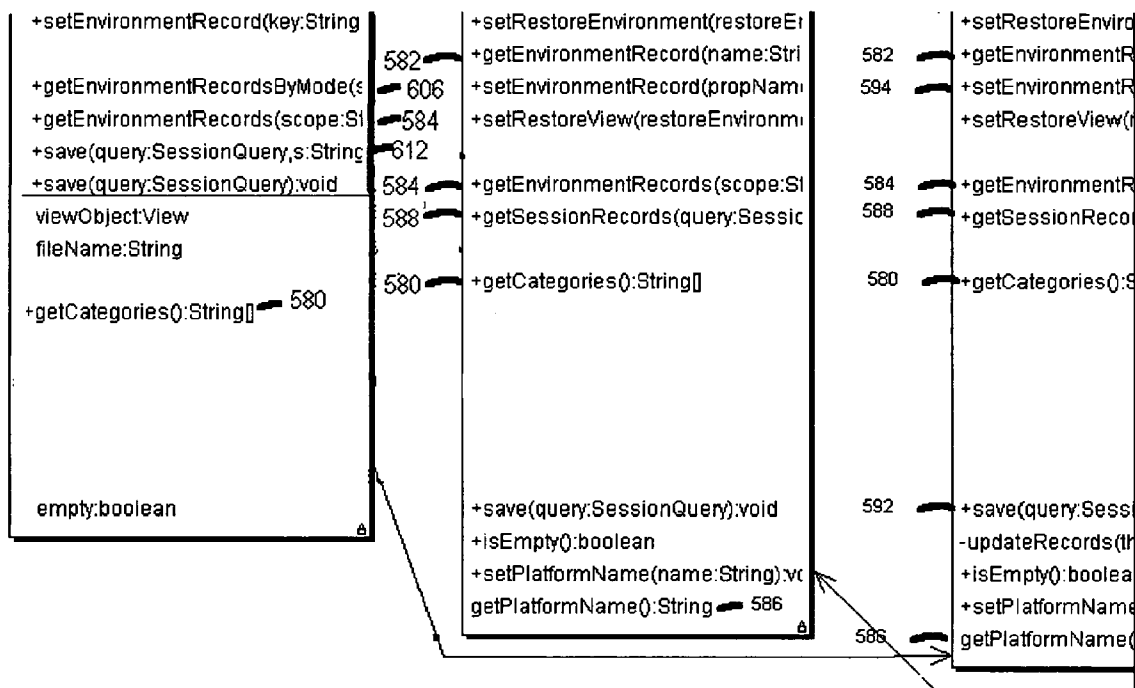 +setEnvironmentRecord(key:String
+getEnvironmentRecordsByMode(s
606
+getEnvironmentRecords(scope:St
584
+save(query:SessionQuery,s:String
612
+save(query:SessionQuery):void
viewObject:View
fileName:String
+getCategories():String[]
580
empty:boolean
+setRestoreEnvironment(restoreEn
582
+getEnvironmentRecord(name:Stri
+setEnvironmentRecord(propNam
+setRestoreView(restoreEnvironm
584
+getEnvironmentRecords(scope:St
588
+getSessionRecords(query:Sessio
580
+getCategories():String[]
+save(query:SessionQuery):void
+isEmpty():boolean
+setPlatformName(name:String):vo
getPlatformName():String
586
+setRestoreEnviro
582
+getEnvironmentR
594
+setEnvironmentR
+setRestoreView(r
584
+getEnvironmentR
588
+getSessionRecor
580
+getCategories():S
592
+save(query:Sessi
-updateRecords(th
+isEmpty():boolea
+setPlatformName
586
getPlatformName(